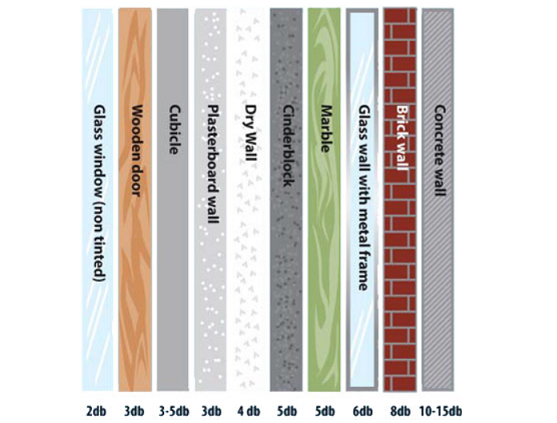 Glass window (non tinted)
Wooden door
Cubicle
Plasterboard wall
Dry Wall
Cinderblock
Marble
Glass wall with metal frame
Brick wall
Concrete wall
2db
3db
3-5db
3db
4 db
5db
5db
6db
8db
10-15db